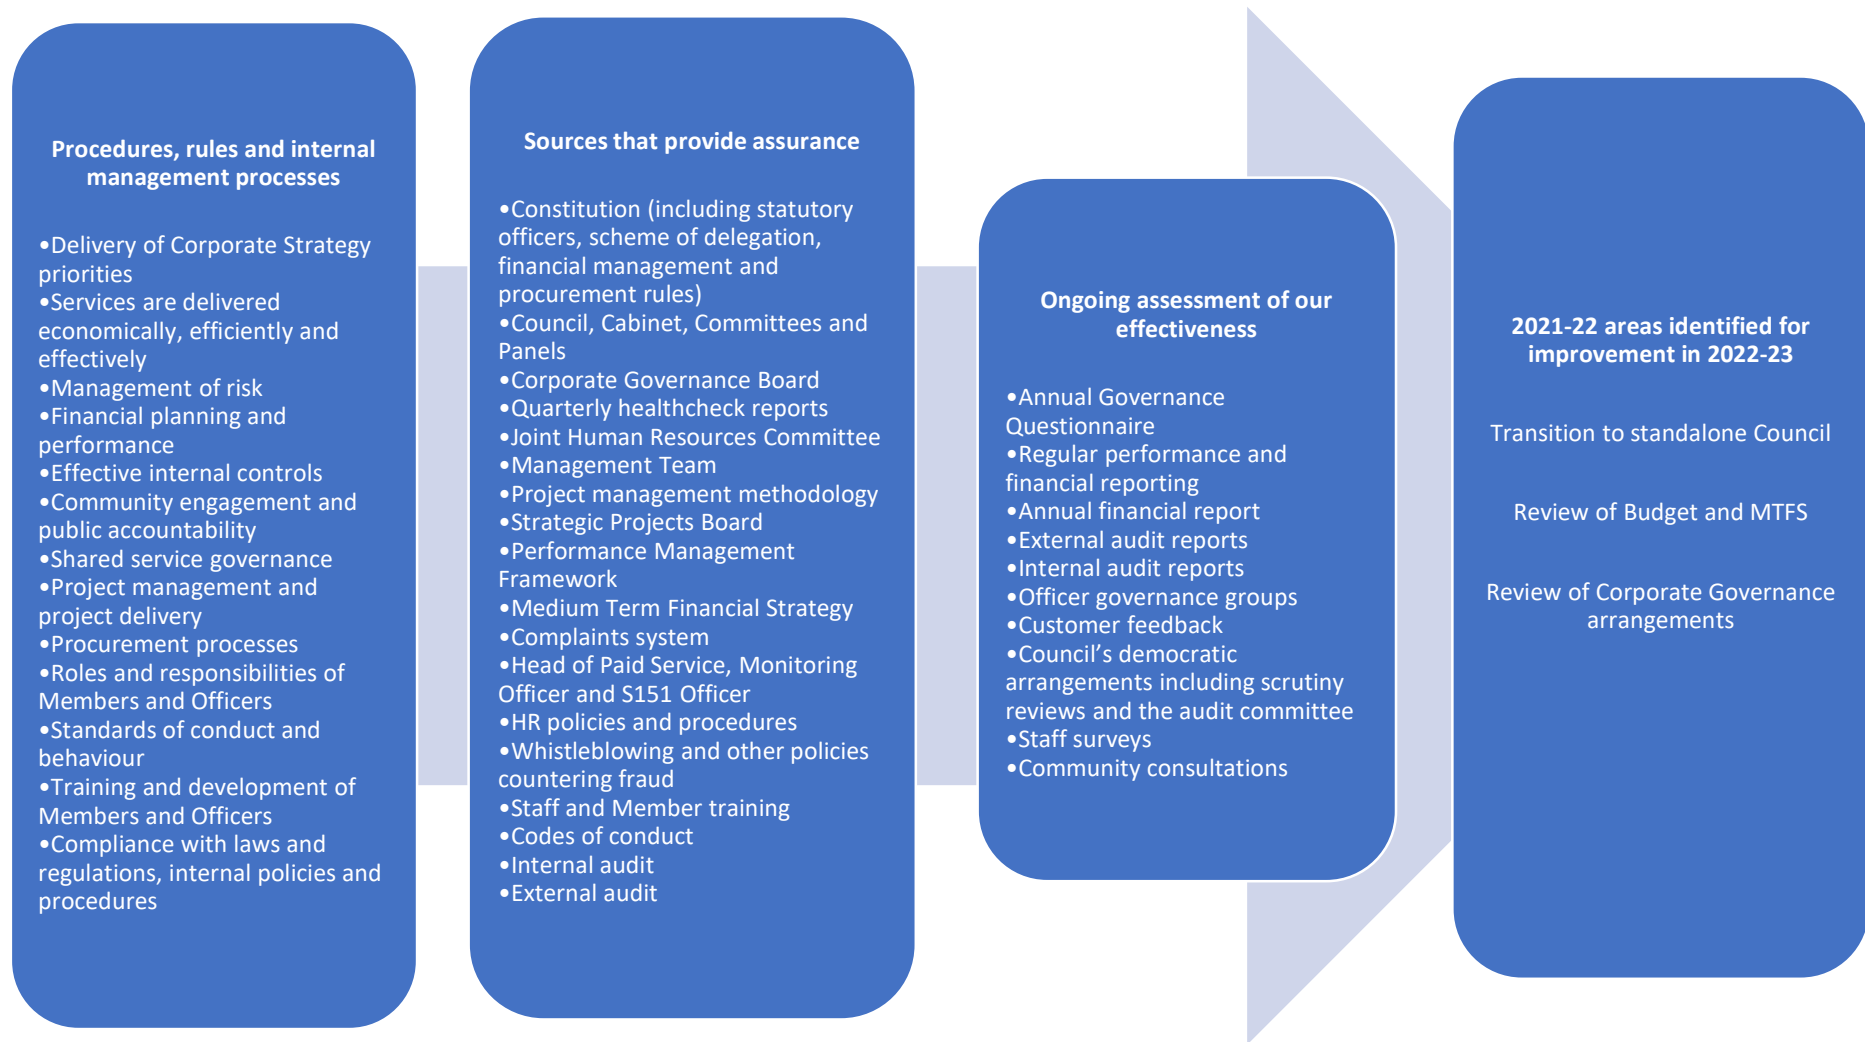 Procedures, rules and internal
management processes
•Delivery of Corporate Strategy
priorities
•Services are delivered
economically, efficiently and
effectively
•Management of risk
•Financial planning and
performance
•Effective internal controls
•Community engagement and
public accountability
•Shared service governance
•Project management and
project delivery
•Procurement processes
•Roles and responsibilities of
Members and Officers
•Standards of conduct and
behaviour
•Training and development of
Members and Officers
•Compliance with laws and
regulations, internal policies and
procedures
Sources that provide assurance
•Constitution (including statutory
officers, scheme of delegation,
financial management and
procurement rules)
•Council, Cabinet, Committees and
Panels
•Corporate Governance Board
•Quarterly healthcheck reports
•Joint Human Resources Committee
•Management Team
•Project management methodology
•Strategic Projects Board
•Performance Management
Framework
•Medium Term Financial Strategy
•Complaints system
•Head of Paid Service, Monitoring
Officer and S151 Officer
•HR policies and procedures
•Whistleblowing and other policies
countering fraud
•Staff and Member training
•Codes of conduct
•Internal audit
•External audit
Ongoing assessment of our
effectiveness
•Annual Governance
Questionnaire
•Regular performance and
financial reporting
•Annual financial report
•External audit reports
•Internal audit reports
•Officer governance groups
•Customer feedback
•Council’s democratic
arrangements including scrutiny
reviews and the audit committee
•Staff surveys
•Community consultations
2021-22 areas identified for
improvement in 2022-23
Transition to standalone Council
Review of Budget and MTFS
Review of Corporate Governance
arrangements